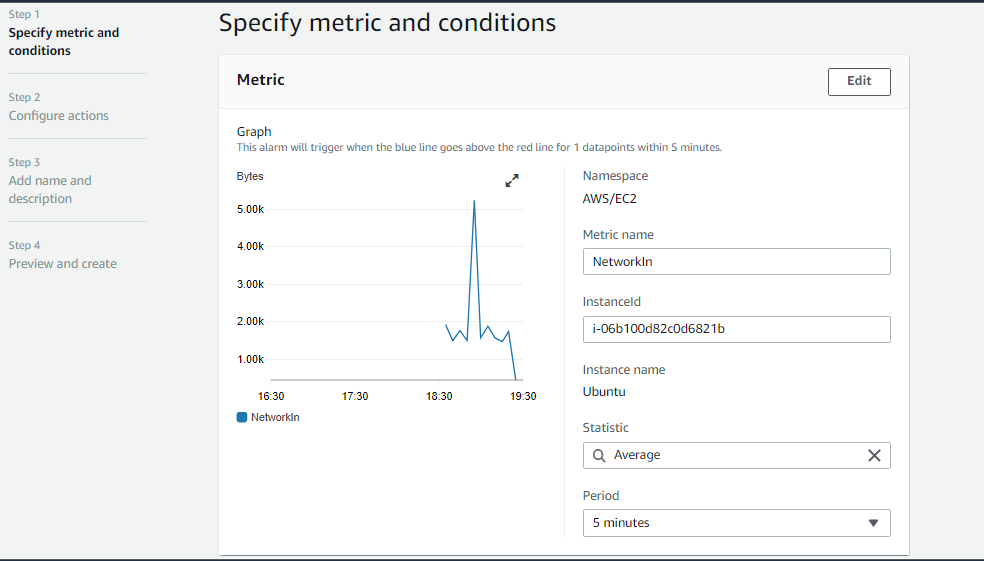 Step 1
Specify metric and
conditions
Step 2
Configure actions
Step 3
Add name and
description
Step 4
Preview and create
Specify metric and conditions
Metric
Edit
Graph
This alarm will trigger when the blue line goes above the red line for 1 datapoints within 5 minutes.
Bytes
5.00k
4.00k
3.00k
2.00k
1.00k
16:30 17:30 18:30 19:30
NetworkIn
Namespace
AWS/EC2
Metric name
NetworkIn
InstanceId
i-06b100d82c0d6821b
Instance name
Ubuntu
Statistic
Average
Period
5 minutes